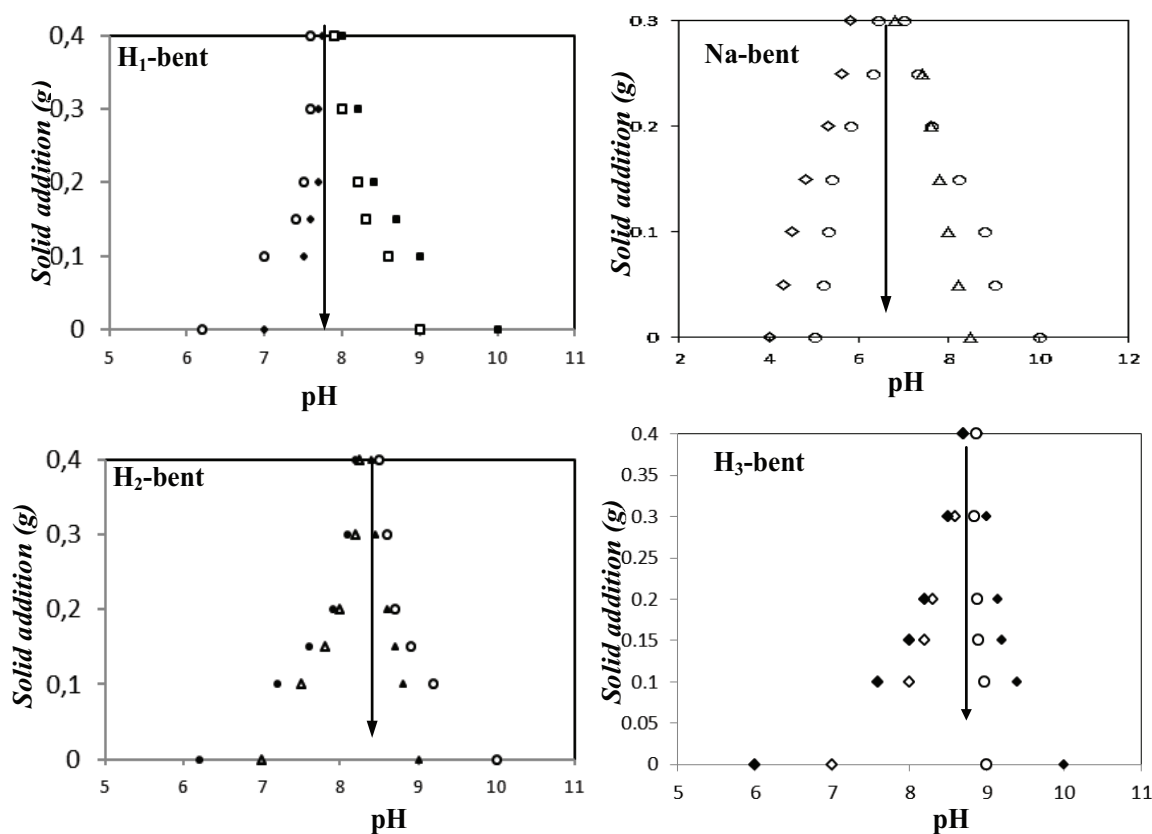 H₁-bent
Solid addition (g)
0,4
0,3
0,2
0,1
0
5 6 7 8 9 10 11
pH
Na-bent
Solid addition (g)
0.3
0.2
0.1
0
2 4 6 8 10 12
pH
H₂-bent
Solid addition (g)
0,4
0,3
0,2
0,1
0
5 6 7 8 9 10 11
pH
H₃-bent
Solid addition (g)
0.4
0.35
0.3
0.25
0.2
0.15
0.1
0.05
0
5 6 7 8 9 10 11
pH